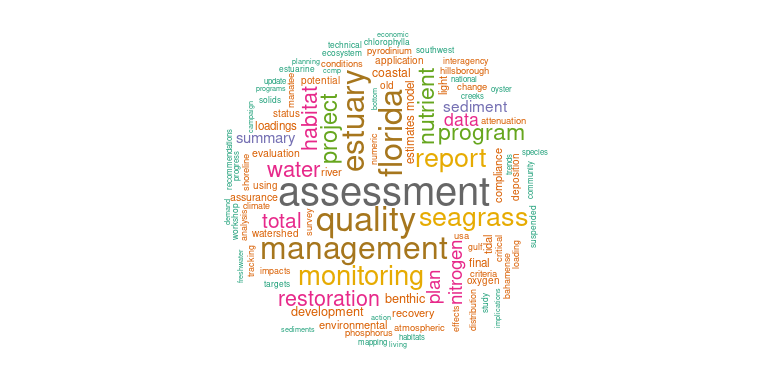 economic
technical
chlorophylla
ecosystem
pyrodinium
southwest
planning
conditions
application
interagency
estuarine
ccmp
coastal
hillsborough
update
manatee
potential
old
national
programs
light
change
oyster
solids
bottom
model
creeks
campaign
status
habitat
project
estuary
florida
nutrient
sediment
loadings
data
attenuation
summary
numeric
estimates
program
recommendations
progress
evaluation
report
compliance
trends
species
shoreline
water
river
deposition
community
using
assessment
assurance
demand
climate
workshop
analysis
total
survey
quality
seagrass
suspended
watershed
usa
tidal
freshwater
tracking
management
nitrogen
gulf
critical
loading
final
impacts
monitoring
plan
criteria
bahamense
targets
oxygen
restoration
benthic
distribution
study
implications
development
recovery
effects
action
environmental
atmospheric
sediments
phosphorus
habitats
mapping
living